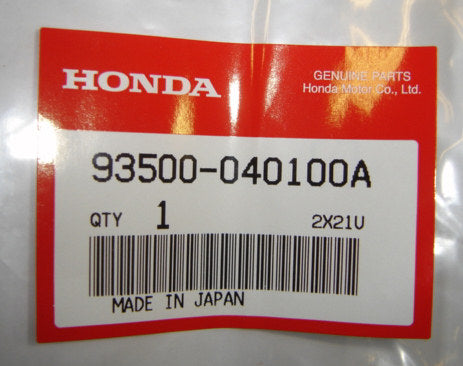 HONDA
GENUINE PARTS
Honda Motor Co., Ltd.
93500-040100A
QTY 1 2X21U
MADE IN JAPAN